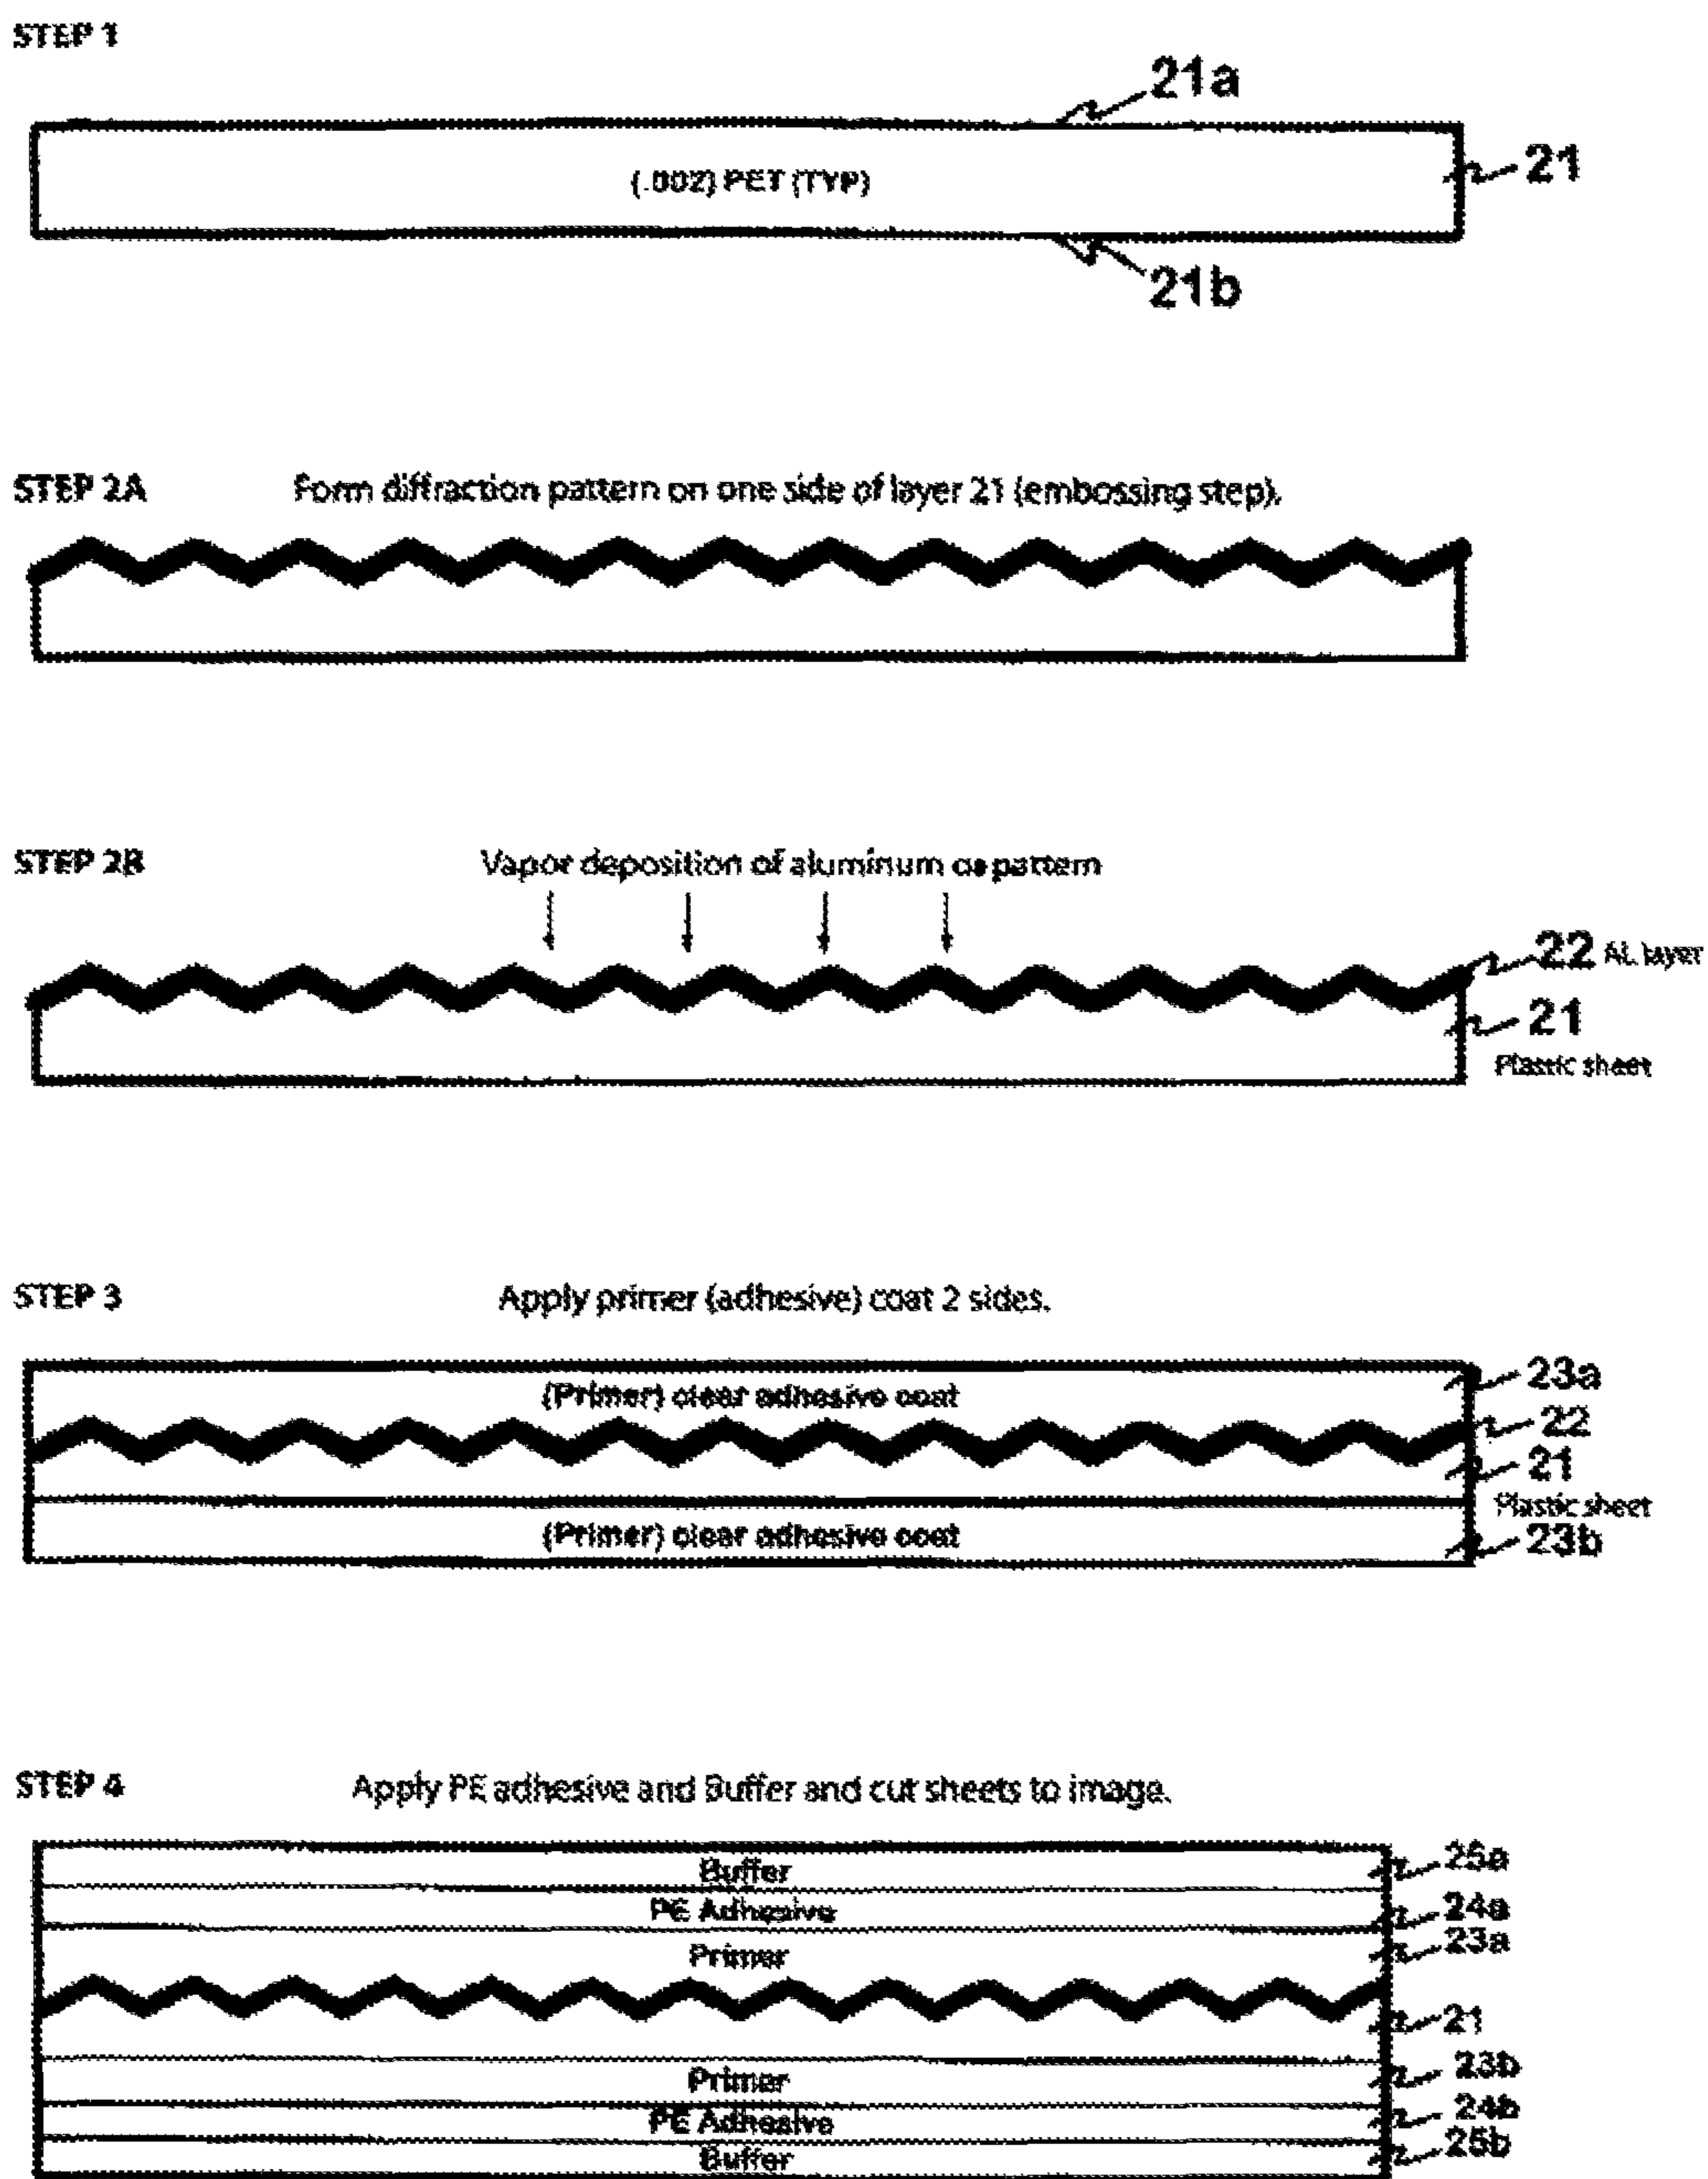 STEP 1
21a
(.002) PET (TYP)
21
21b
STEP 2A Form diffraction pattern on one side of layer 21 (embossing step).
STEP 2B Vapor deposition of aluminum on pattern
22 AL layer
21
Plastic sheet
STEP 3 Apply primer (adhesive) coat 2 sides.
(Primer) clear adhesive coat 23a
22
21
Plastic sheet
(Primer) clear adhesive coat 23b
STEP 4 Apply PE adhesive and Buffer and cut sheets to image.
Buffer 25a
PE Adhesive 24a
Primer 23a
21
Primer 23b
PE Adhesive 24b
Buffer 25b